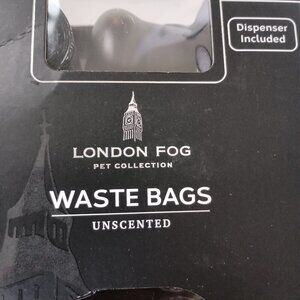 Dispenser
Included
LONDON FOG
PET COLLECTION
WASTE BAGS
UNSCENTED